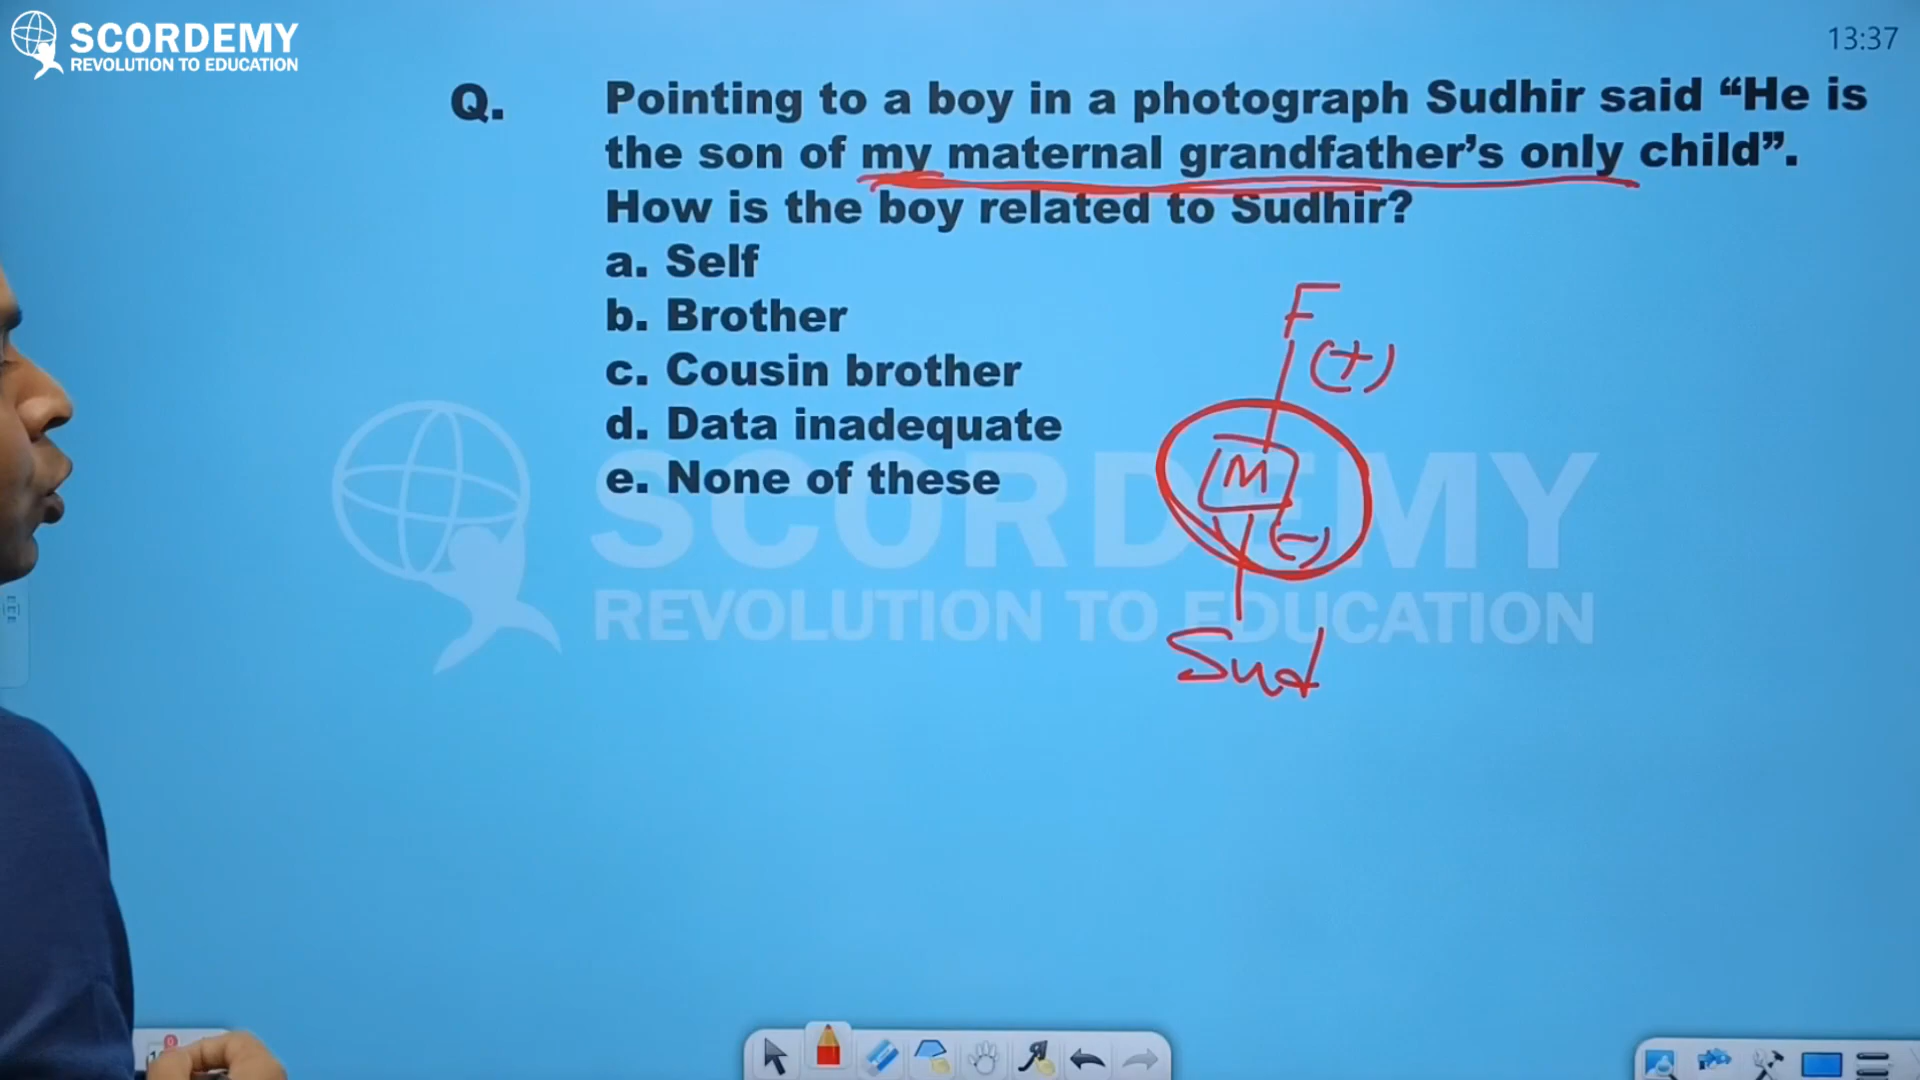 SCORDEMY
REVOLUTION TO EDUCATION
13:37
Q. Pointing to a boy in a photograph Sudhir said “He is
the son of my maternal grandfather’s only child”.
How is the boy related to Sudhir?
a. Self
b. Brother
c. Cousin brother
d. Data inadequate
e. None of these
F
(+)
M
(-)
Sud
SCORDEMY
REVOLUTION TO EDUCATION